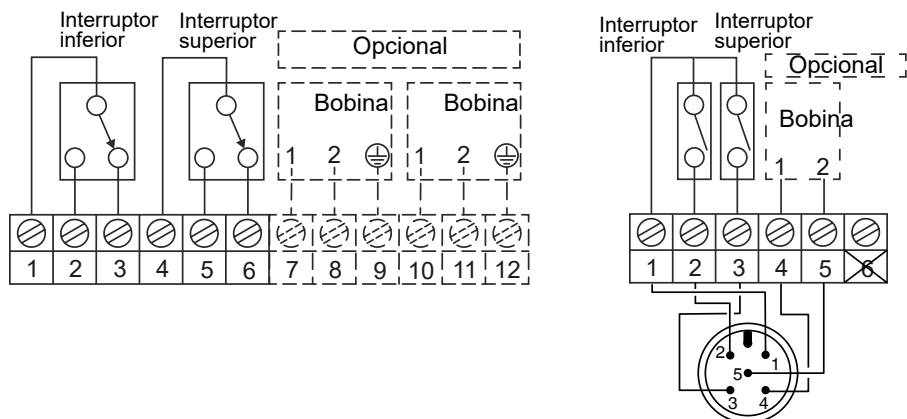 Interruptor inferior
Interruptor superior
Opcional
Bobina
Bobina
1 2
1 2
1 2 3 4 5 6 7 8 9 10 11 12
Interruptor inferior
Interruptor superior
Opcional
Bobina
1 2
1 2 3 4 5 6
2 1
5
3 4